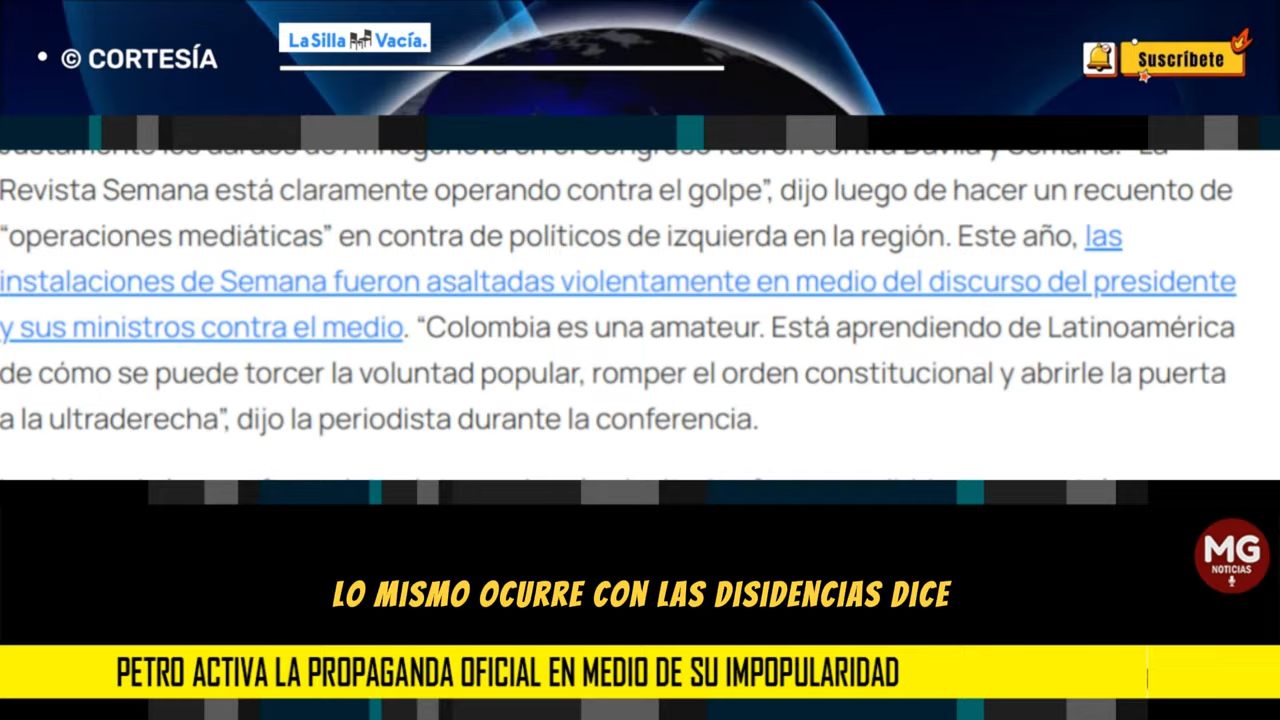 • © CORTESÍA
LaSilla Vacía.
Suscríbete
Revista Semana está claramente operando contra el golpe”, dijo luego de hacer un recuento de
“operaciones mediáticas” en contra de políticos de izquierda en la región. Este año, las
instalaciones de Semana fueron asaltadas violentamente en medio del discurso del presidente
y sus ministros contra el medio. “Colombia es una amateur. Está aprendiendo de Latinoamérica
de cómo se puede torcer la voluntad popular, romper el orden constitucional y abrirle la puerta
a la ultraderecha”, dijo la periodista durante la conferencia.
MG
NOTICIAS
LO MISMO OCURRE CON LAS DISIDENCIAS DICE
PETRO ACTIVA LA PROPAGANDA OFICIAL EN MEDIO DE SU IMPOPULARIDAD